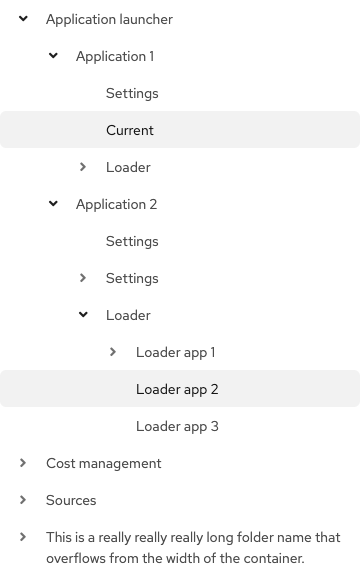 Application launcher
Application 1
Settings
Current
Loader
Application 2
Settings
Settings
Loader
Loader app 1
Loader app 2
Loader app 3
Cost management
Sources
This is a really really really long folder name that
overflows from the width of the container.